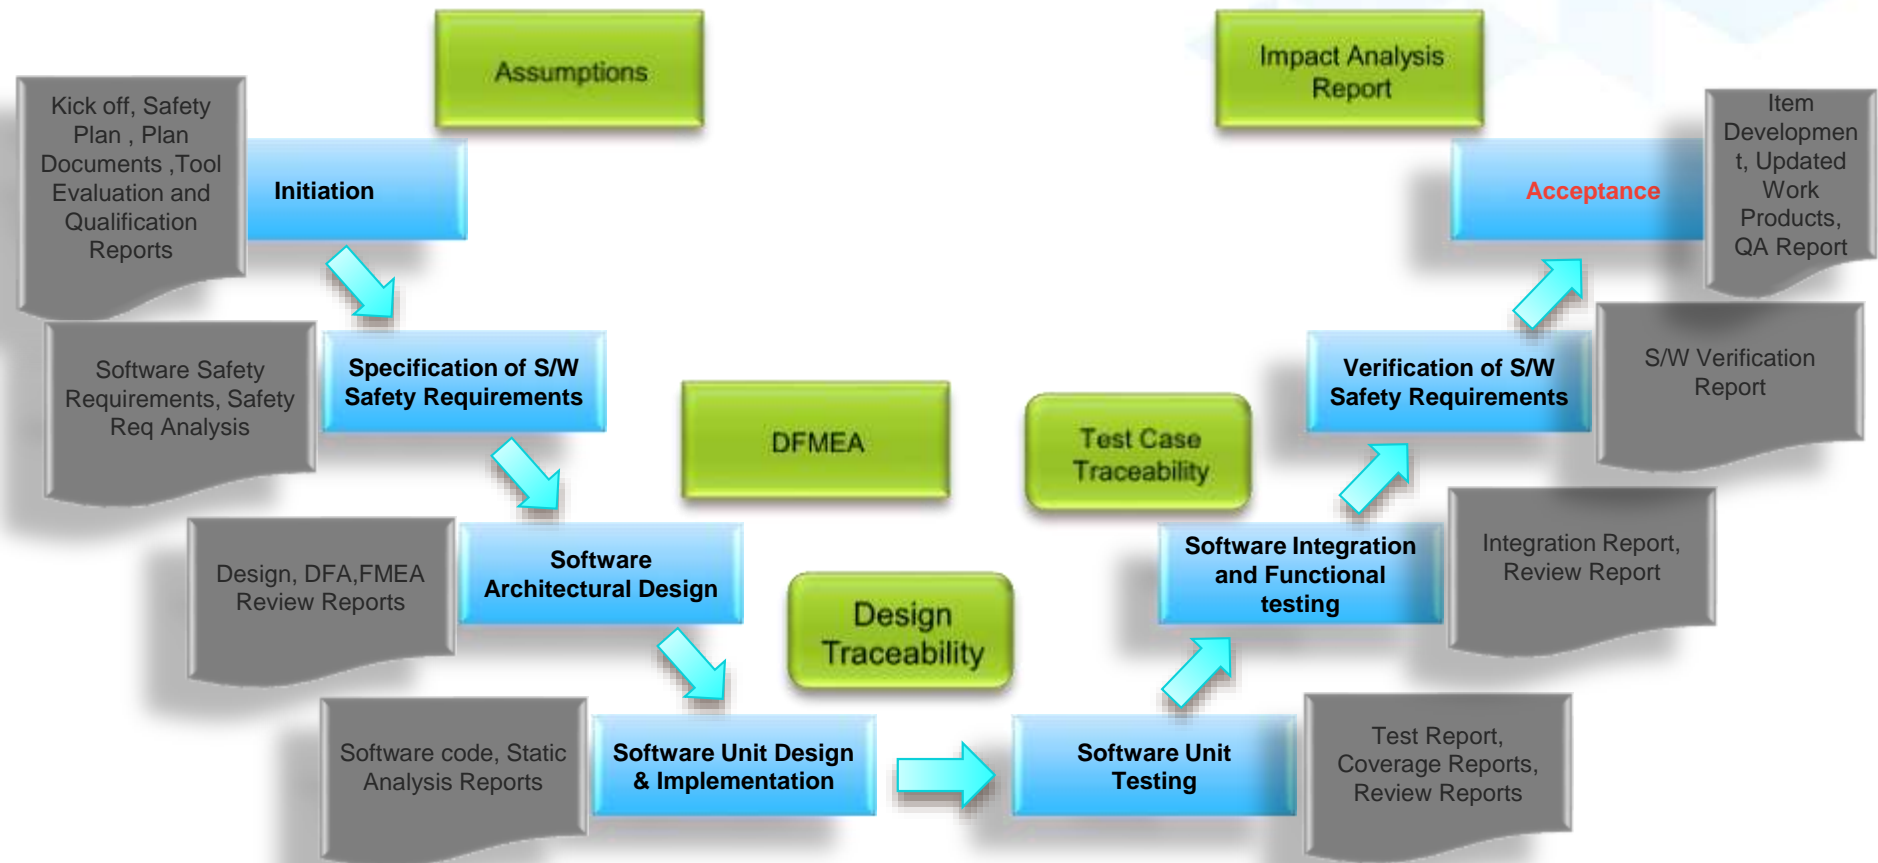 Assumptions
Impact Analysis
Report
Kick off, Safety
Plan , Plan
Documents ,Tool
Evaluation and
Qualification
Reports
Initiation
Acceptance
Item
Developmen
t, Updated
Work
Products,
QA Report
Software Safety
Requirements, Safety
Req Analysis
Specification of S/W
Safety Requirements
DFMEA
Test Case
Traceability
Verification of S/W
Safety Requirements
S/W Verification
Report
Design, DFA,FMEA
Review Reports
Software
Architectural Design
Design
Traceability
Software Integration
and Functional
testing
Integration Report,
Review Report
Software code, Static
Analysis Reports
Software Unit Design
& Implementation
Software Unit
Testing
Test Report,
Coverage Reports,
Review Reports